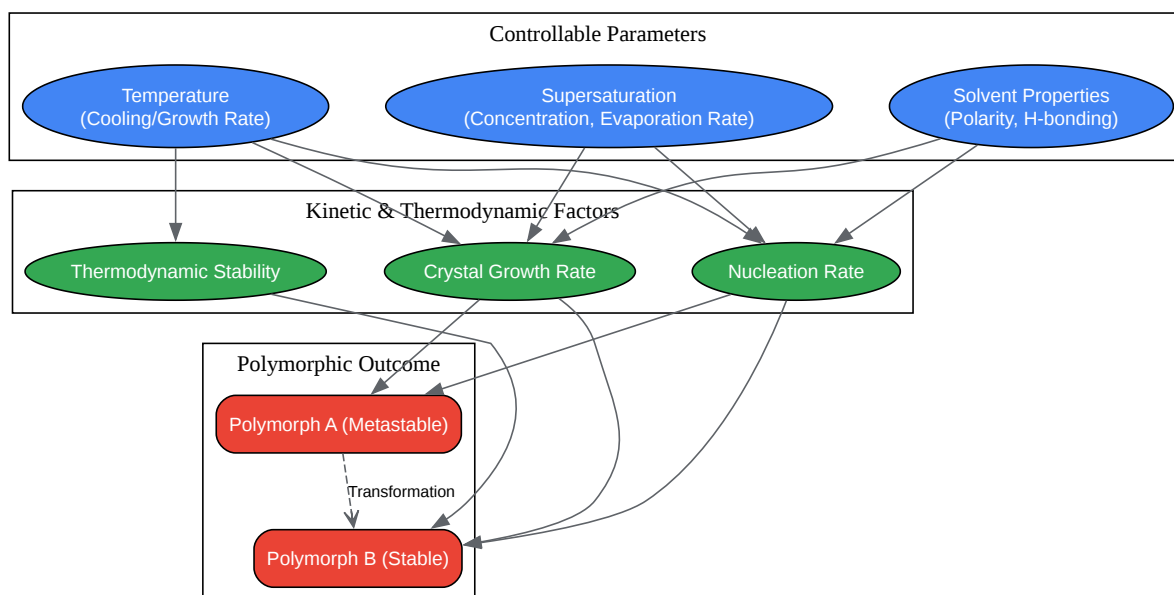 Controllable Parameters
Temperature
(Cooling/Growth Rate)
Supersaturation
(Concentration, Evaporation Rate)
Solvent Properties
(Polarity, H-bonding)
Kinetic & Thermodynamic Factors
Thermodynamic Stability
Crystal Growth Rate
Nucleation Rate
Polymorphic Outcome
Polymorph A (Metastable)
Transformation
Polymorph B (Stable)